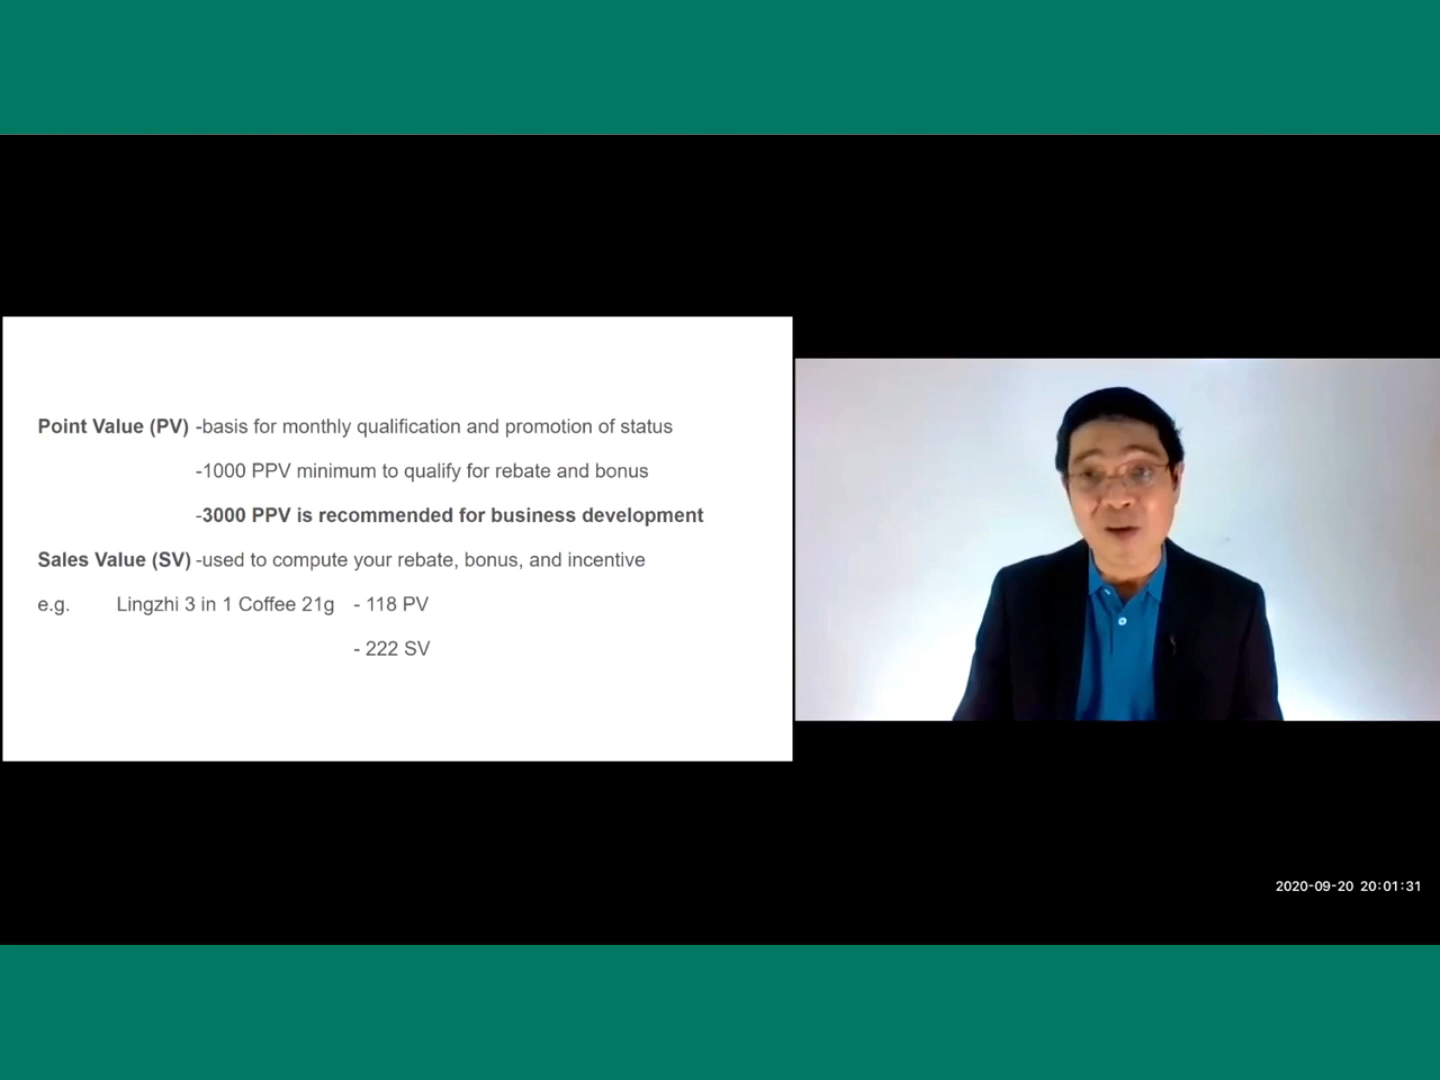 Point Value (PV) -basis for monthly qualification and promotion of status
-1000 PPV minimum to qualify for rebate and bonus
-3000 PPV is recommended for business development
Sales Value (SV) -used to compute your rebate, bonus, and incentive
e.g. Lingzhi 3 in 1 Coffee 21g - 118 PV
- 222 SV
2020-09-20 20:01:31